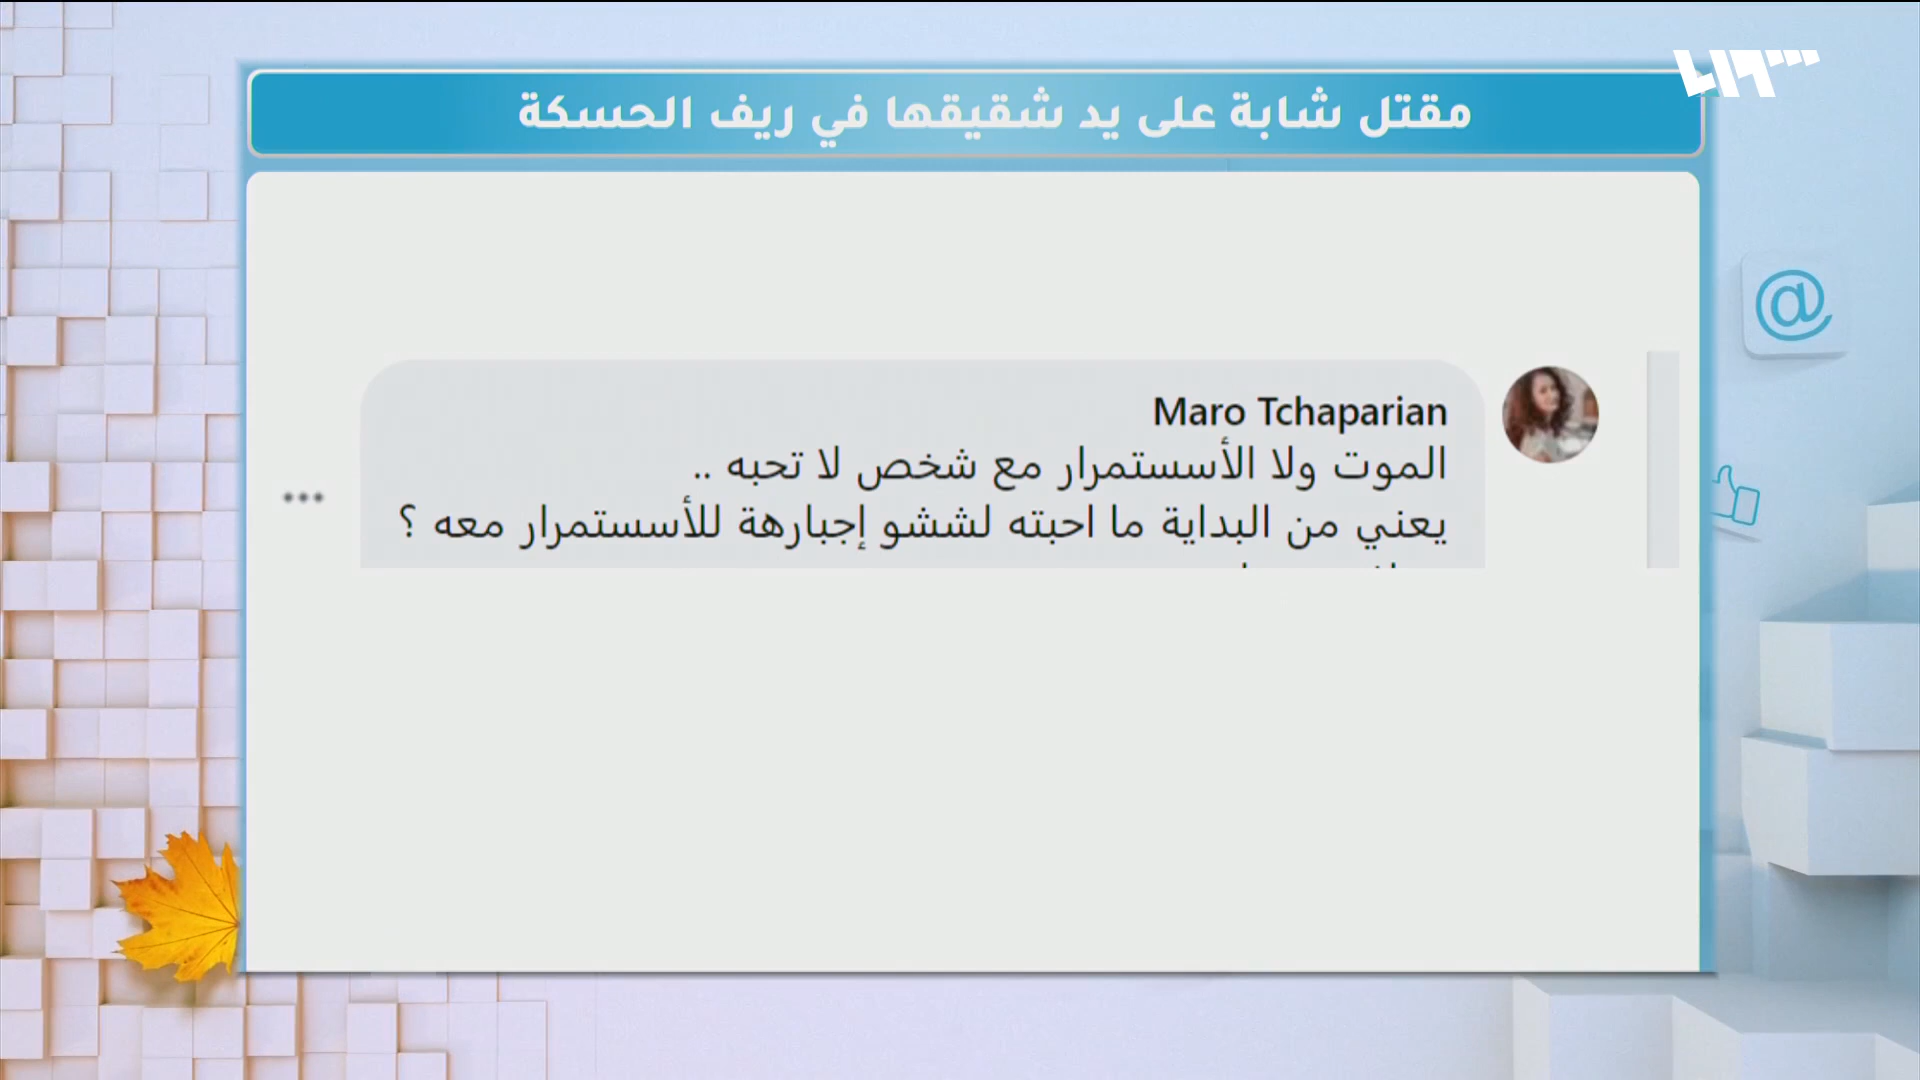 مقتل شابة على يد شقيقها في ريف الحسكة
Maro Tchaparian
الموت ولا الأسستمرار مع شخص لا تحبه ..
يعني من البداية ما احبته لششو إجبارهة للأسستمرار معه ؟
@